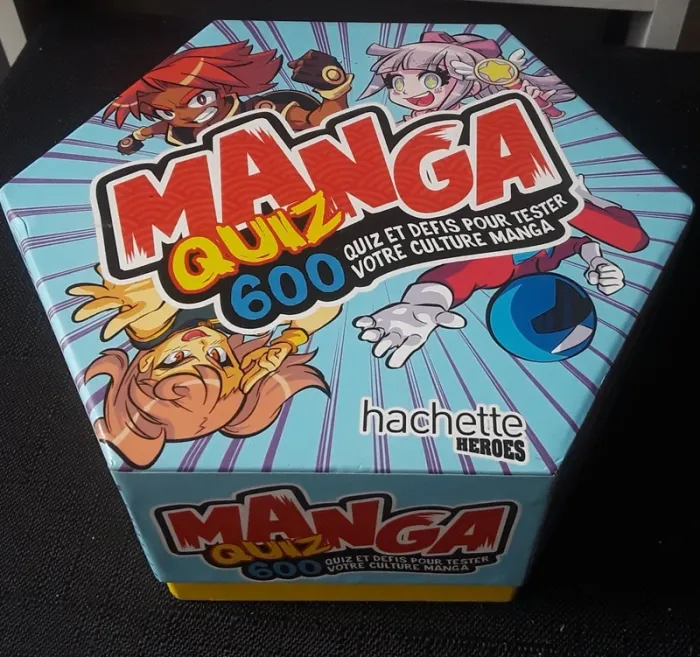 MANGA
QUIZ
600
QUIZ ET DEFIS POUR TESTER
VOTRE CULTURE MANGA
hachette
HEROES
MANGA
QUIZ
600
QUIZ ET DEFIS POUR TESTER
VOTRE CULTURE MANGA